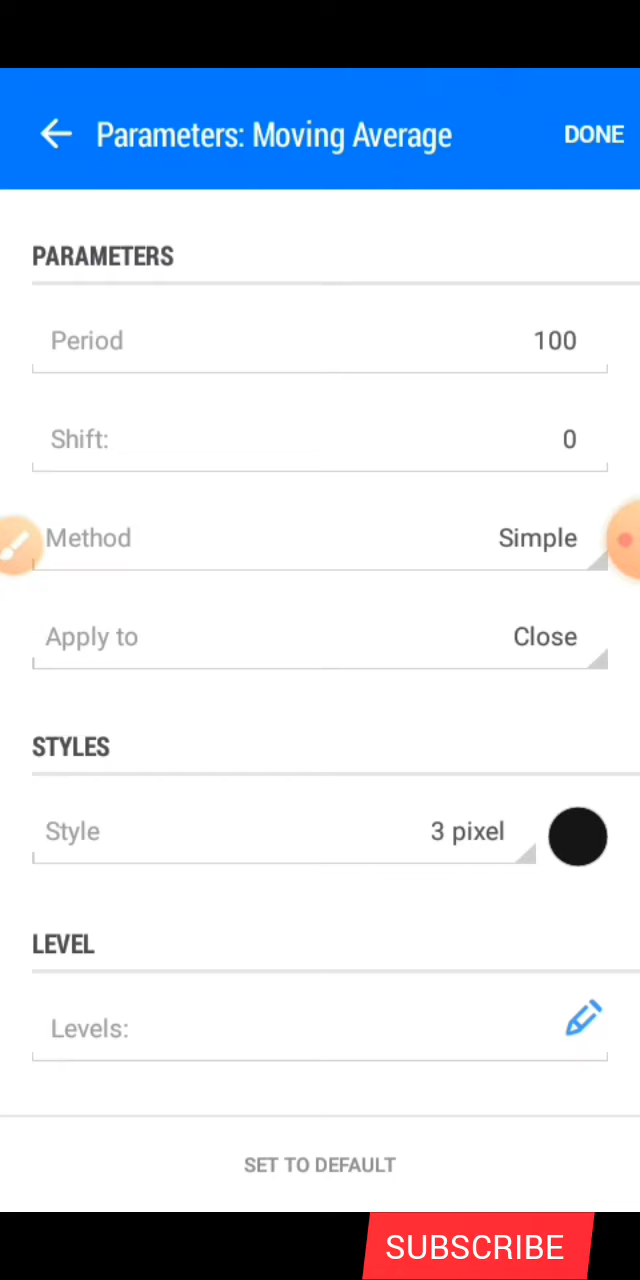 Parameters: Moving Average DONE
PARAMETERS
Period 100
Shift: 0
Method Simple
Apply to Close
STYLES
Style 3 pixel
LEVEL
Levels:
SET TO DEFAULT
SUBSCRIBE